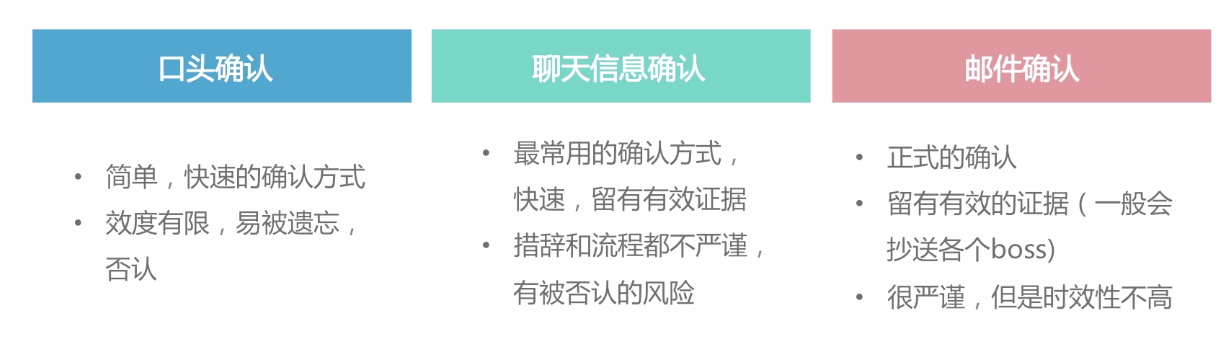 口头确认
• 简单，快速的确认方式
• 效度有限，易被遗忘，
否认
聊天信息确认
• 最常用的确认方式，
快速，留有有效证据
• 措辞和流程都不严谨，
有被否认的风险
邮件确认
• 正式的确认
• 留有有效的证据（一般会
抄送各个boss)
• 很严谨，但是时效性不高